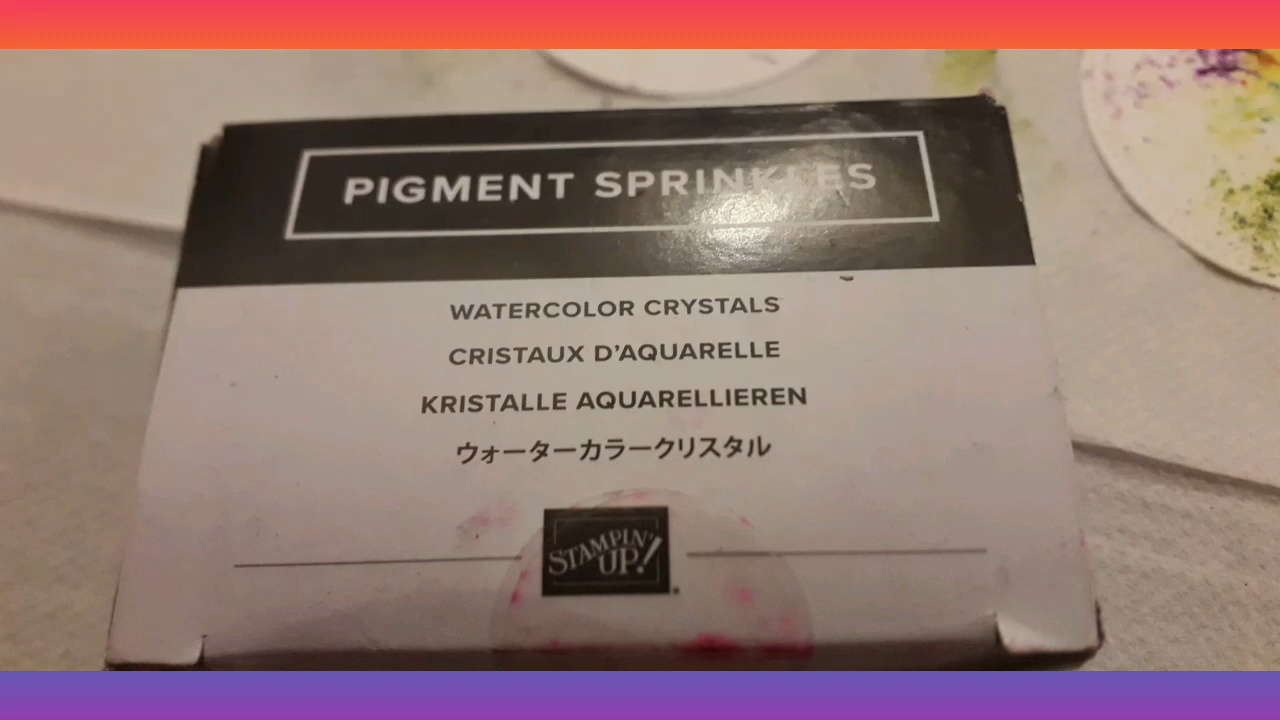 PIGMENT SPRINKLES
WATERCOLOR CRYSTALS
CRISTAUX D'AQUARELLE
KRISTALLE AQUARELLIEREN
ウォーターカラークリスタル
STAMPIN'
UP!